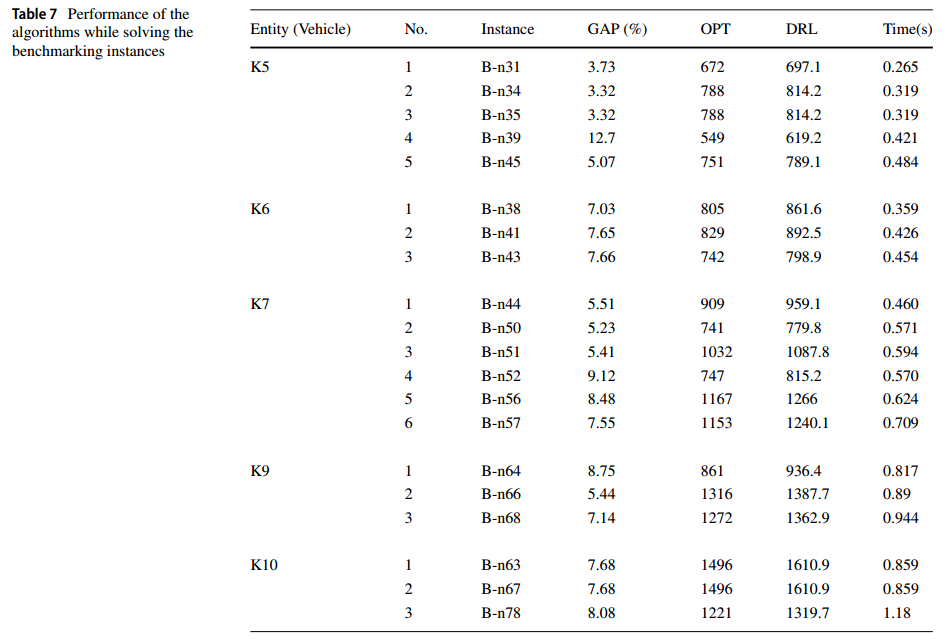 Table 7 Performance of the
algorithms while solving the
benchmarking instances
Entity (Vehicle) No. Instance GAP (%) OPT DRL Time(s)
K5 1 B-n31 3.73 672 697.1 0.265
2 B-n34 3.32 788 814.2 0.319
3 B-n35 3.32 788 814.2 0.319
4 B-n39 12.7 549 619.2 0.421
5 B-n45 5.07 751 789.1 0.484
K6 1 B-n38 7.03 805 861.6 0.359
2 B-n41 7.65 829 892.5 0.426
3 B-n43 7.66 742 798.9 0.454
K7 1 B-n44 5.51 909 959.1 0.460
2 B-n50 5.23 741 779.8 0.571
3 B-n51 5.41 1032 1087.8 0.594
4 B-n52 9.12 747 815.2 0.570
5 B-n56 8.48 1167 1266 0.624
6 B-n57 7.55 1153 1240.1 0.709
K9 1 B-n64 8.75 861 936.4 0.817
2 B-n66 5.44 1316 1387.7 0.89
3 B-n68 7.14 1272 1362.9 0.944
K10 1 B-n63 7.68 1496 1610.9 0.859
2 B-n67 7.68 1496 1610.9 0.859
3 B-n78 8.08 1221 1319.7 1.18